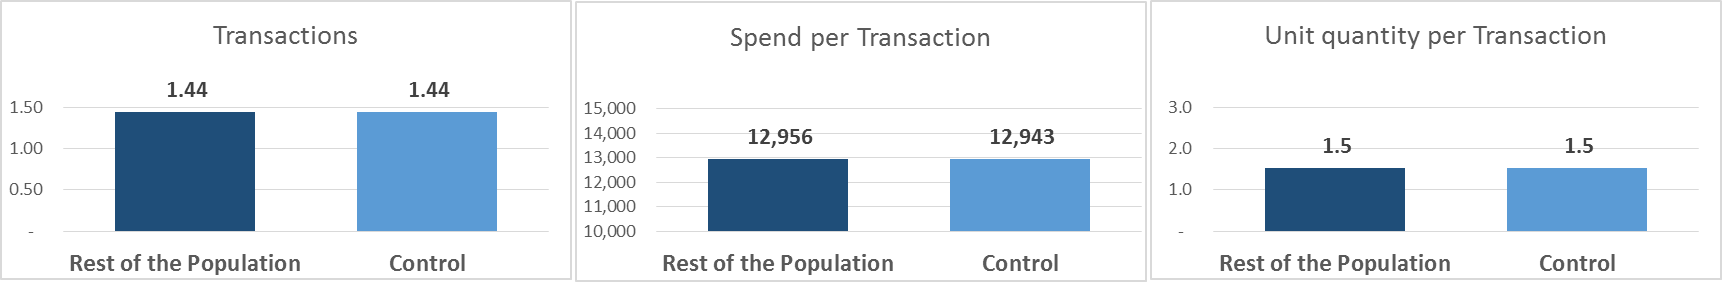 Transactions
1.44 1.44
1.50
1.00
0.50
-
Rest of the Population Control
Spend per Transaction
15,000
14,000
12,956 12,943
13,000
12,000
11,000
10,000
Rest of the Population Control
Unit quantity per Transaction
3.0
2.0
1.5 1.5
1.0
-
Rest of the Population Control